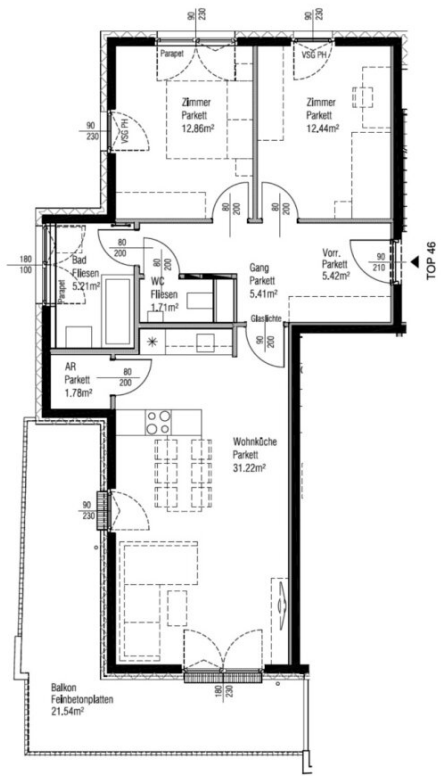 90
230
180
230
90
230
Parapet
VSG PH
Zimmer
Parkett
12.86m²
Zimmer
Parkett
12.44m²
90
230
VSG PH
80
200
80
200
180
100
Parapet
Bad
Fliesen
5.21m²
80
200
WC
Fliesen
1.71m²
Gang
Parkett
5.41m²
Vorr.
Parkett
5.42m²
90
210
TOP 46
Glaslichte
90
200
AR
Parkett
1.78m²
80
200
Wohnküche
Parkett
31.22m²
90
230
180
230
Balkon
Feinbetonplatten
21.54m²